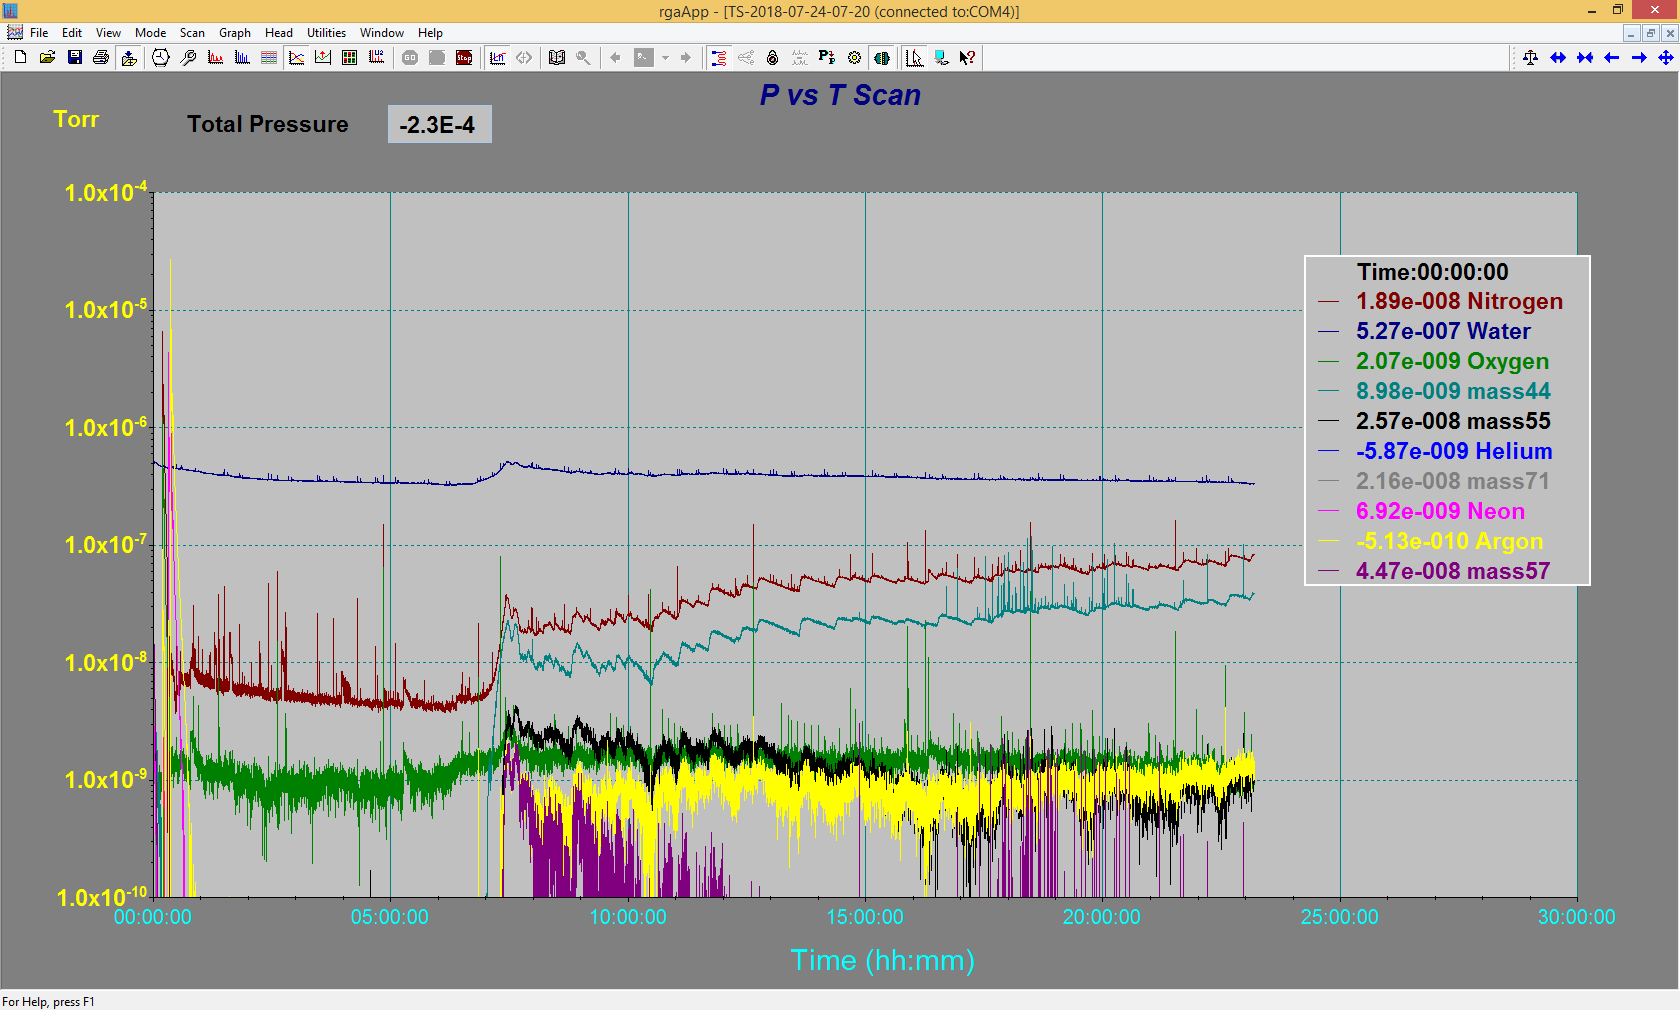 rgaApp - [TS-2018-07-24-07-20 (connected to:COM4)]
File Edit View Mode Scan Graph Head Utilities Window Help
GO Stop
P vs T Scan
Torr
Total Pressure -2.3E-4
1.0x10-4
1.0x10-5
1.0x10-6
1.0x10-7
1.0x10-8
1.0x10-9
1.0x10-10
Time:00:00:00
1.89e-008 Nitrogen
5.27e-007 Water
2.07e-009 Oxygen
8.98e-009 mass44
2.57e-008 mass55
-5.87e-009 Helium
2.16e-008 mass71
6.92e-009 Neon
-5.13e-010 Argon
4.47e-008 mass57
00:00:00 05:00:00 10:00:00 15:00:00 20:00:00 25:00:00 30:00:00
Time (hh:mm)
For Help, press F1